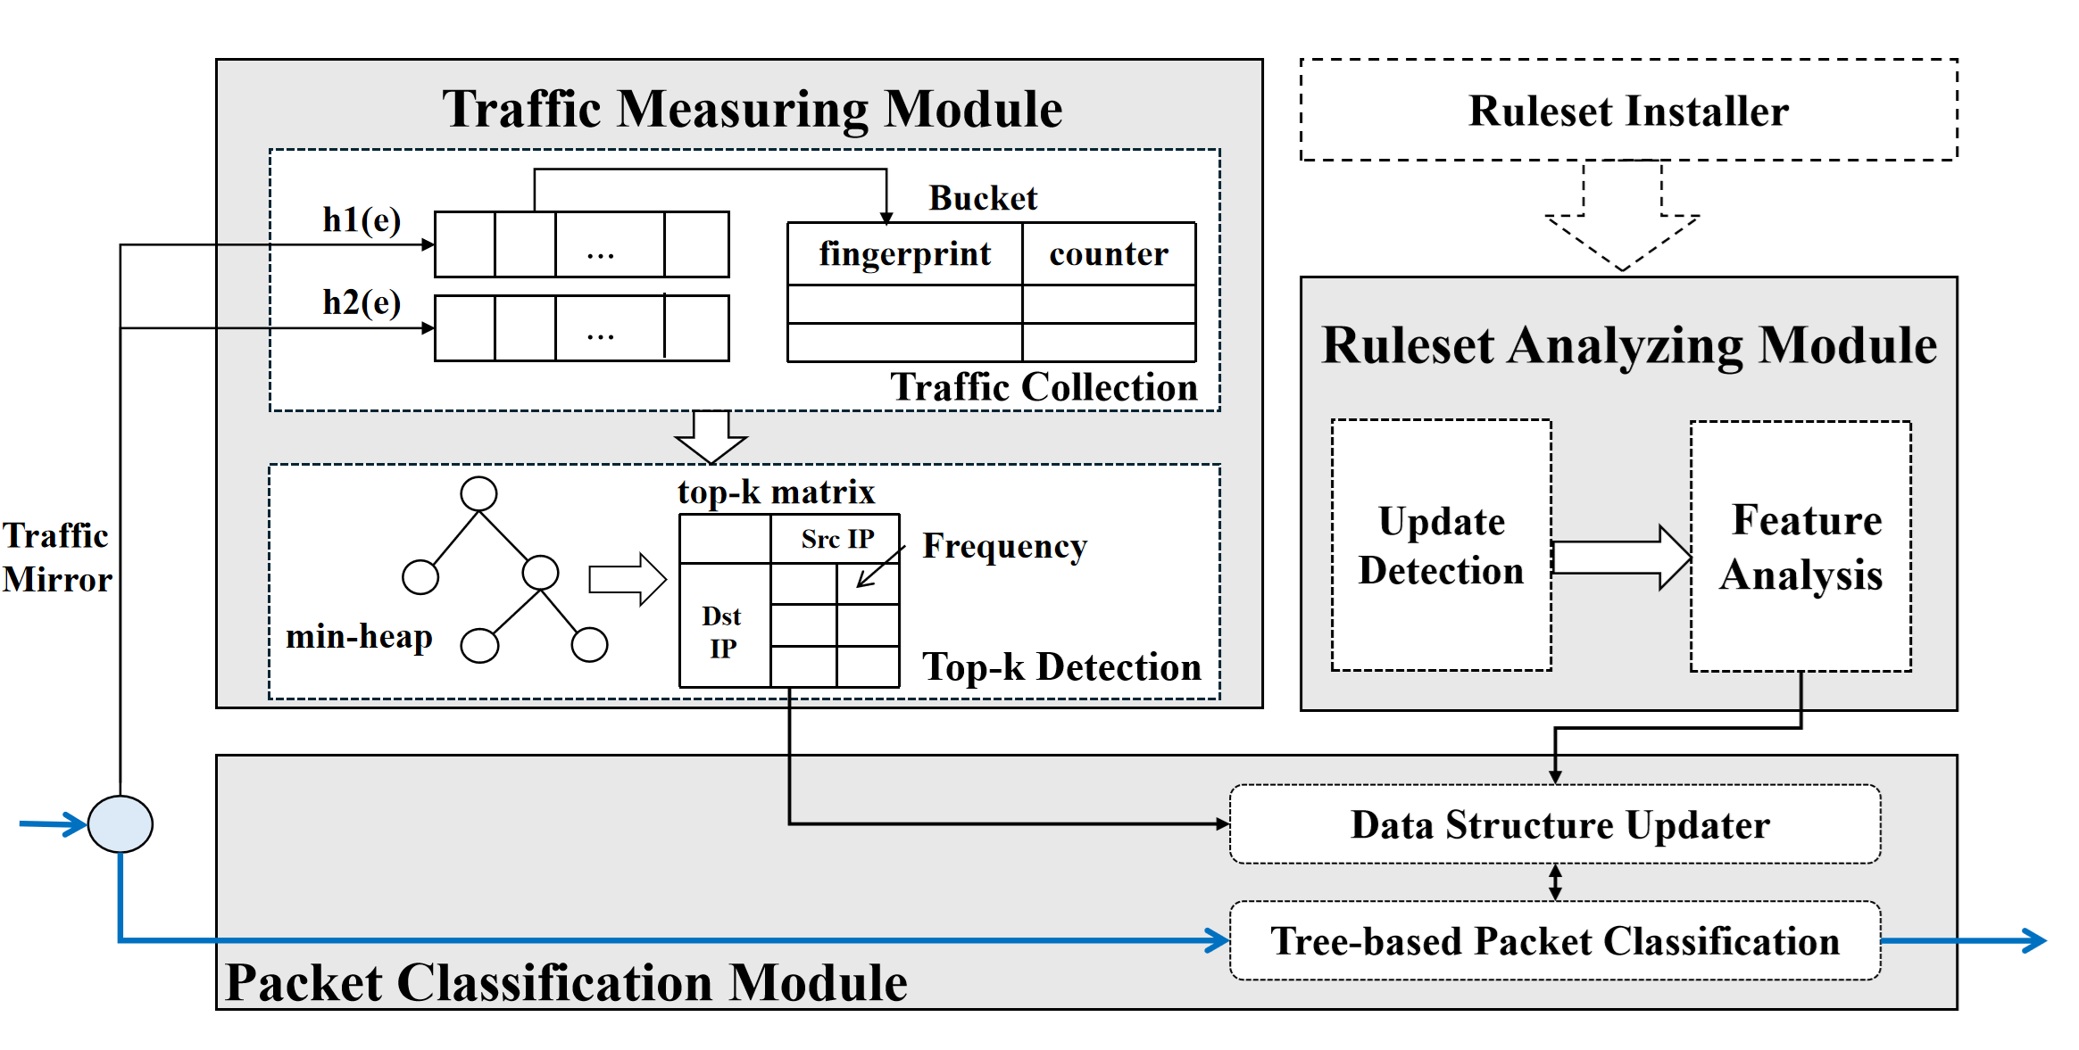 Traffic Measuring Module
h1(e)
...
h2(e)
...
Bucket
fingerprint counter
Traffic Collection
min-heap
top-k matrix
Src IP
Dst
IP
Frequency
Top-k Detection
Ruleset Installer
Ruleset Analyzing Module
Update
Detection
Feature
Analysis
Traffic
Mirror
Data Structure Updater
Tree-based Packet Classification
Packet Classification Module